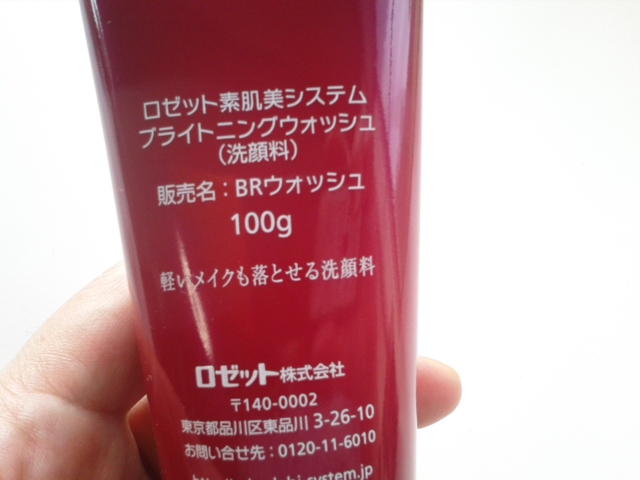 ロゼット素肌美システム
ブライトニングウォッシュ
(洗顔料)
販売名：BRウォッシュ
100g
軽いメイクも落とせる洗顔料
ロゼット株式会社
〒140-0002
東京都品川区東品川 3-26-10
お問い合せ先：0120-11-6010
system.jp